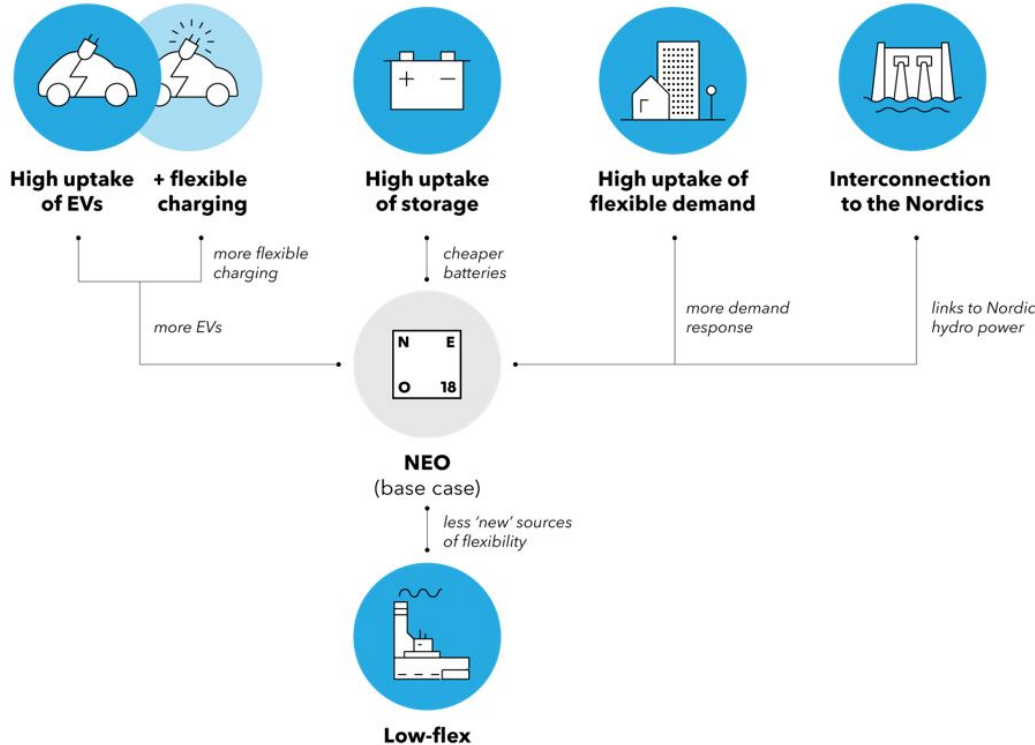 High uptake
of EVs
+ flexible
charging
High uptake
of storage
High uptake of
flexible demand
Interconnection
to the Nordics
more flexible
charging
cheaper
batteries
more EVs
more demand
response
links to Nordic
hydro power
N E
O 18
NEO
(base case)
less ‘new’ sources
of flexibility
Low-flex